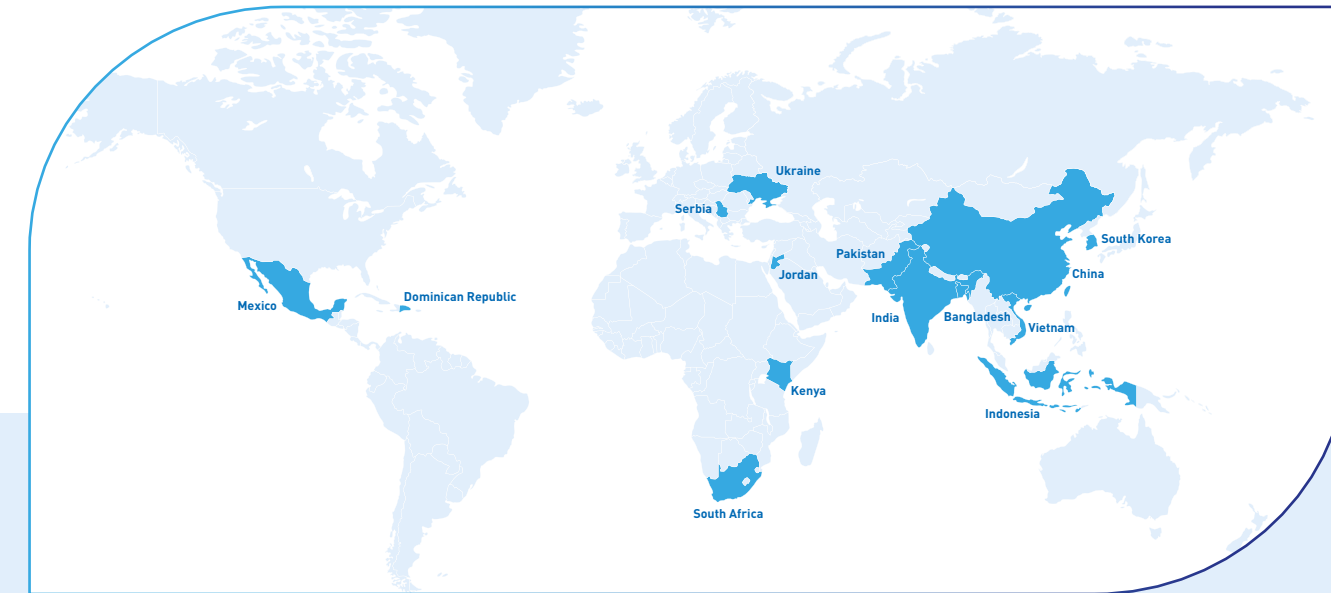 Ukraine
Serbia
South Korea
Pakistan
Jordan
China
Dominican Republic
Mexico
India
Bangladesh
Vietnam
Kenya
Indonesia
South Africa